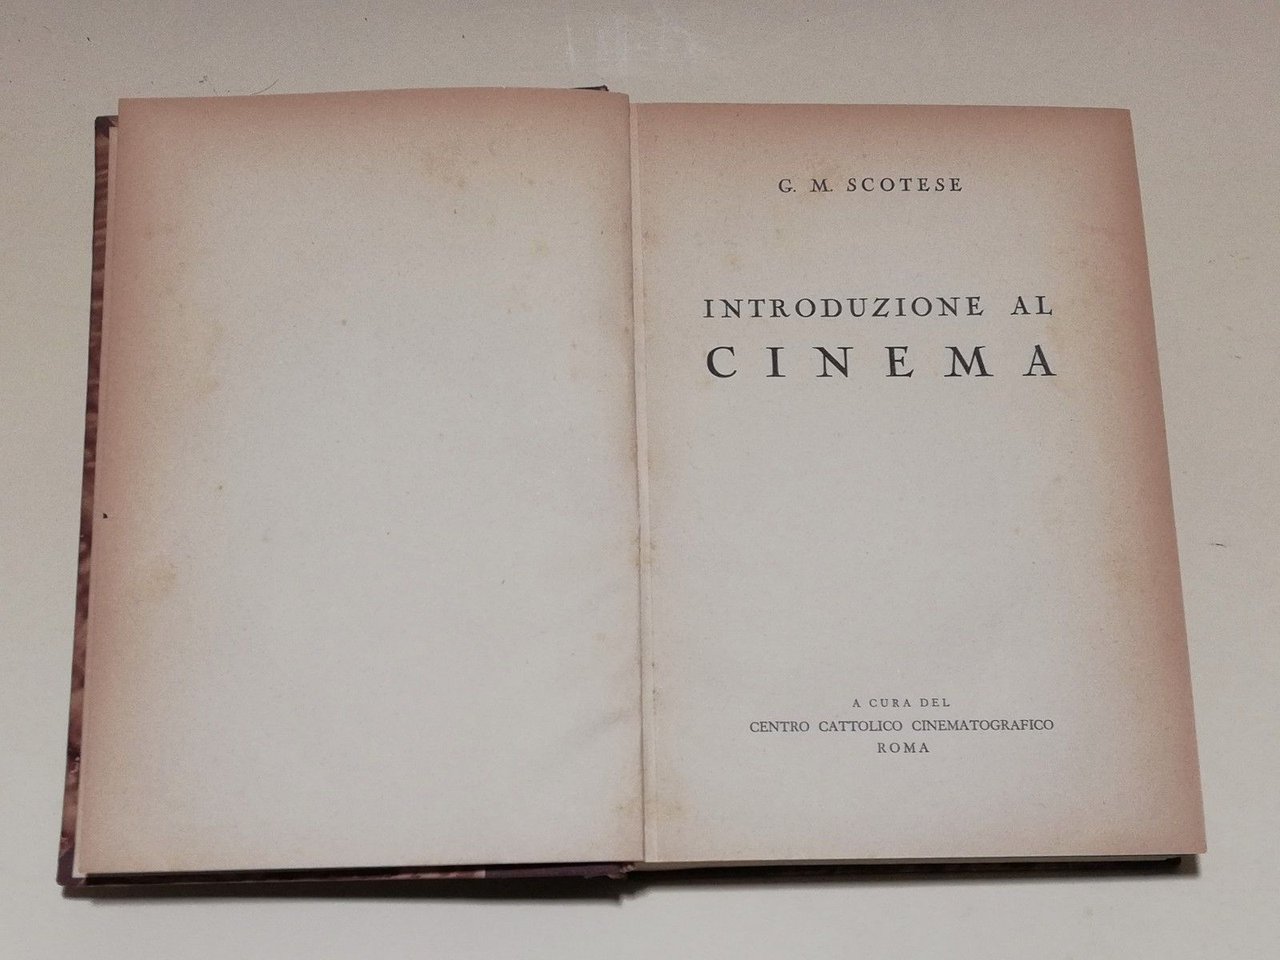 G. M. SCOTESE
INTRODUZIONE AL
CINEMA
A CURA DEL
CENTRO CATTOLICO CINEMATOGRAFICO
ROMA